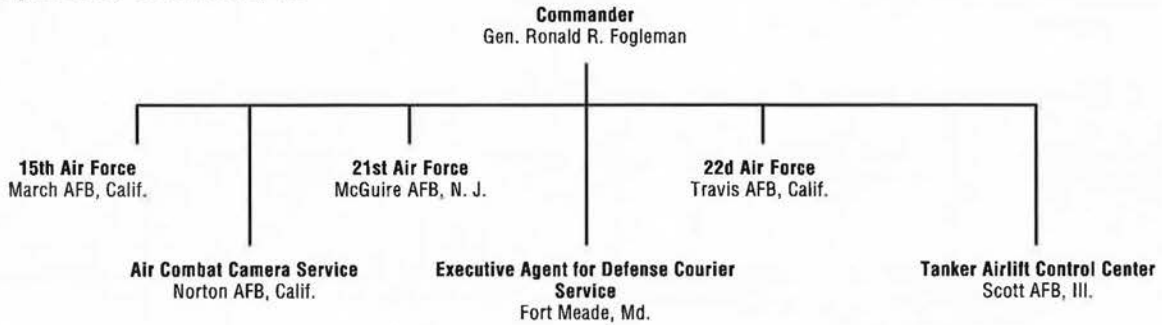 Commander
Gen. Ronald R. Fogleman
15th Air Force
March AFB, Calif.
21st Air Force
McGuire AFB, N. J.
22d Air Force
Travis AFB, Calif.
Air Combat Camera Service
Norton AFB, Calif.
Executive Agent for Defense Courier
Service
Fort Meade, Md.
Tanker Airlift Control Center
Scott AFB, Ill.